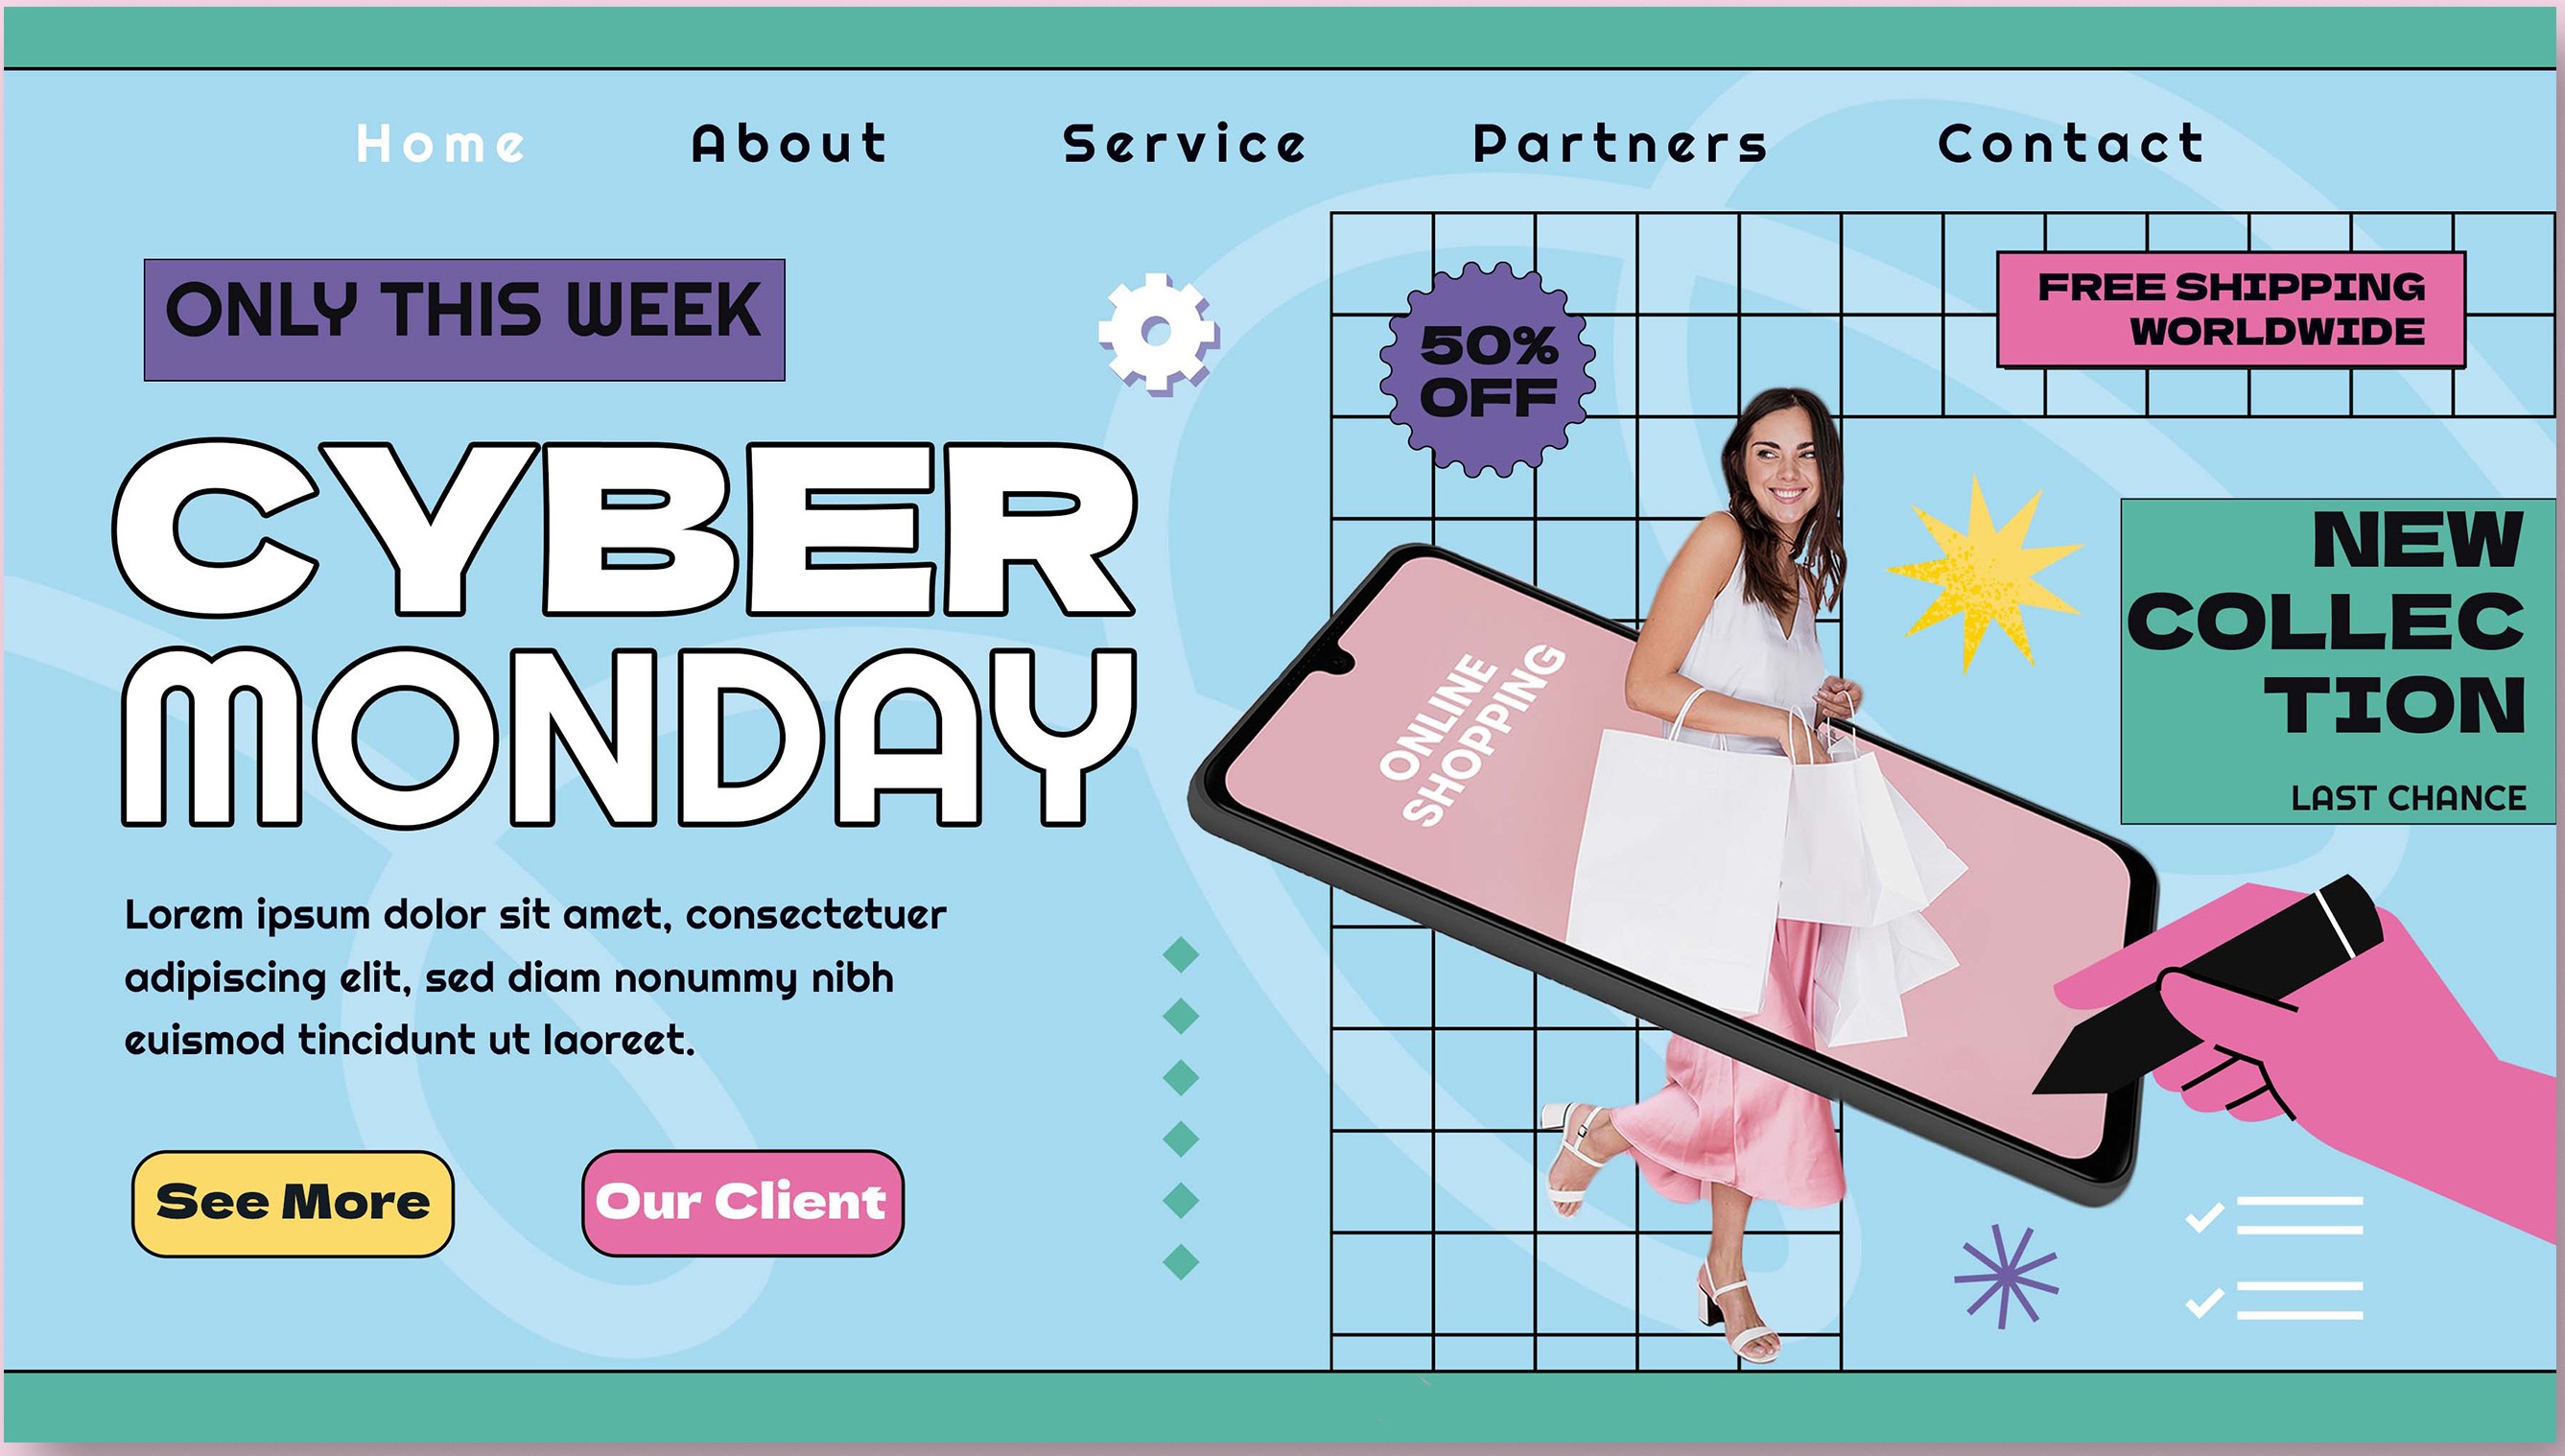 Home About Service Partners Contact
ONLY THIS WEEK
CYBER
MONDAY
Lorem ipsum dolor sit amet, consectetuer
adipiscing elit, sed diam nonummy nibh
euismod tincidunt ut laoreet.
See More
Our Client
50%
OFF
FREE SHIPPING
WORLDWIDE
ONLINE
SHOPPING
NEW
COLLEC
TION
LAST CHANCE